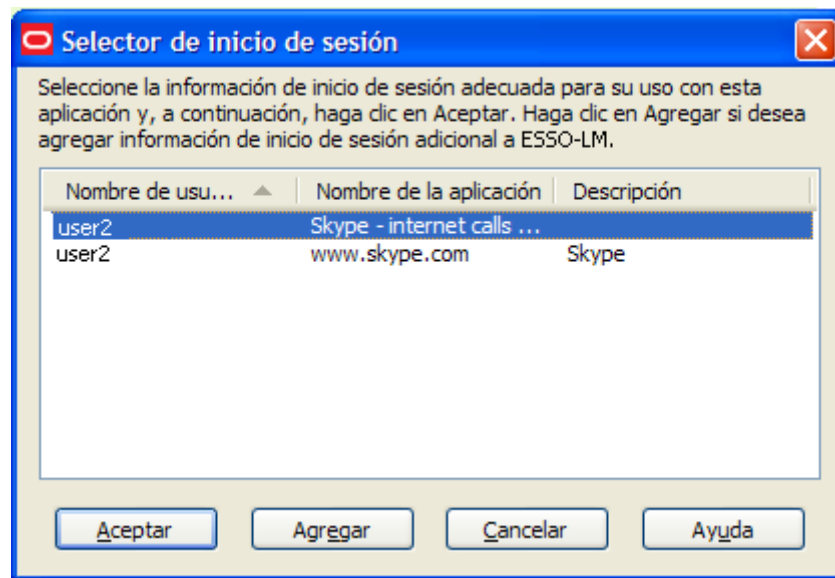 Selector de inicio de sesión
Seleccione la información de inicio de sesión adecuada para su uso con esta
aplicación y, a continuación, haga clic en Aceptar. Haga clic en Agregar si desea
agregar información de inicio de sesión adicional a ESSO-LM.
Nombre de usu... Nombre de la aplicación Descripción
user2 Skype - internet calls ...
user2 www.skype.com Skype
Aceptar Agregar Cancelar Ayuda